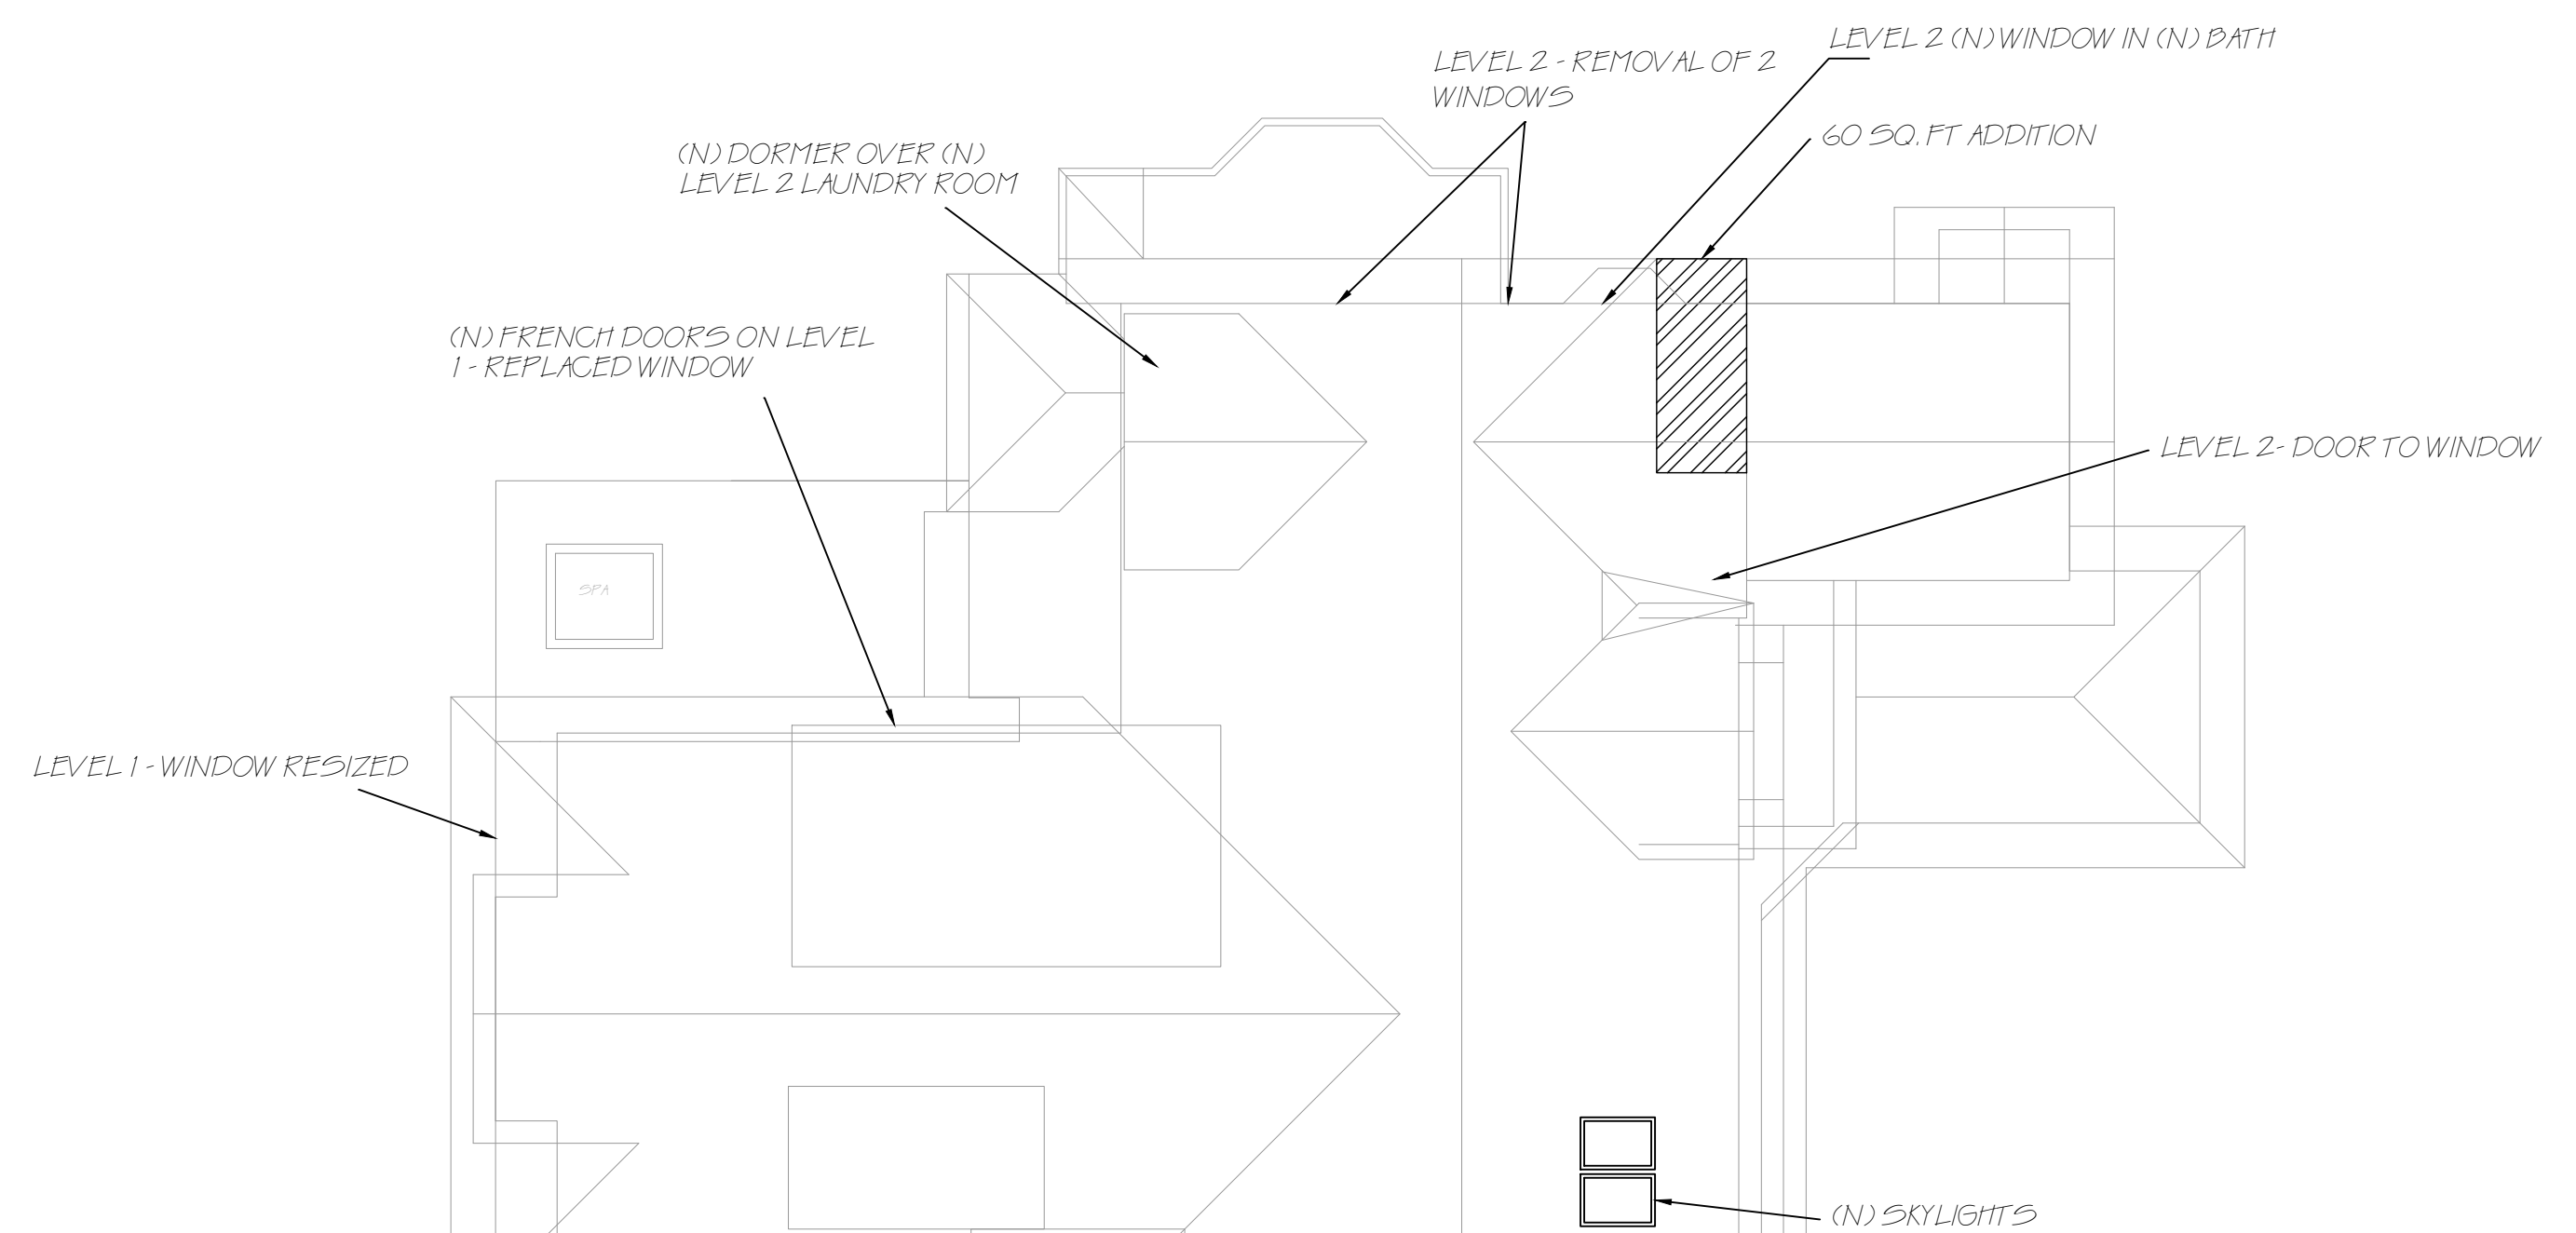 LEVEL 2 (N) WINDOW IN (N) BATH
LEVEL 2 - REMOVAL OF 2
WINDOWS
60 SQ. FT ADDITION
(N) DORMER OVER (N)
LEVEL 2 LAUNDRY ROOM
(N) FRENCH DOORS ON LEVEL
1 - REPLACED WINDOW
LEVEL 2- DOOR TO WINDOW
SPA
LEVEL 1 - WINDOW RESIZED
(N) SKYLIGHTS